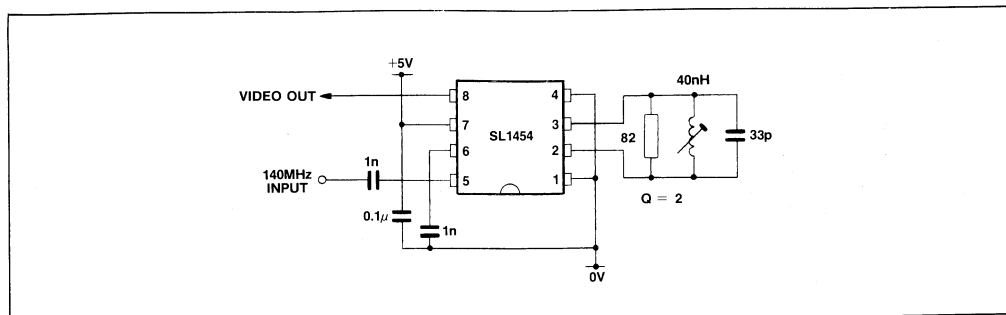 +5V
40nH
VIDEO OUT
8
4
7
3
SL1454
82
33p
6
2
1n
140MHz
INPUT
5
1
Q = 2
0.1μ
1n
0V